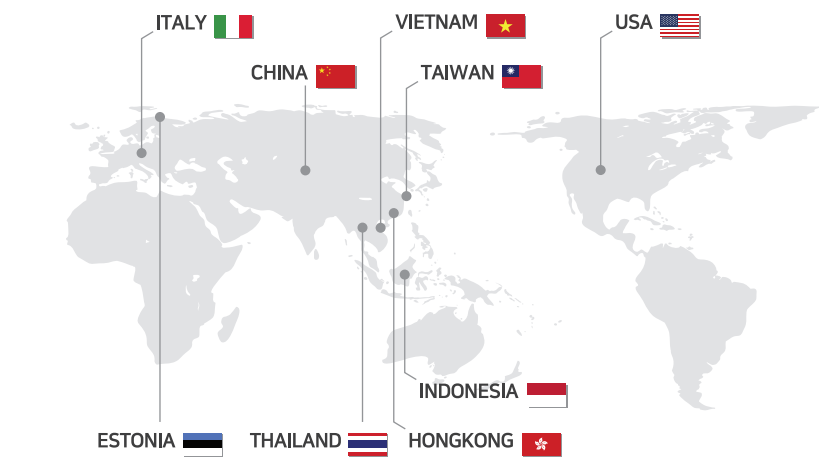 ITALY
VIETNAM
USA
CHINA
TAIWAN
INDONESIA
ESTONIA
THAILAND
HONGKONG